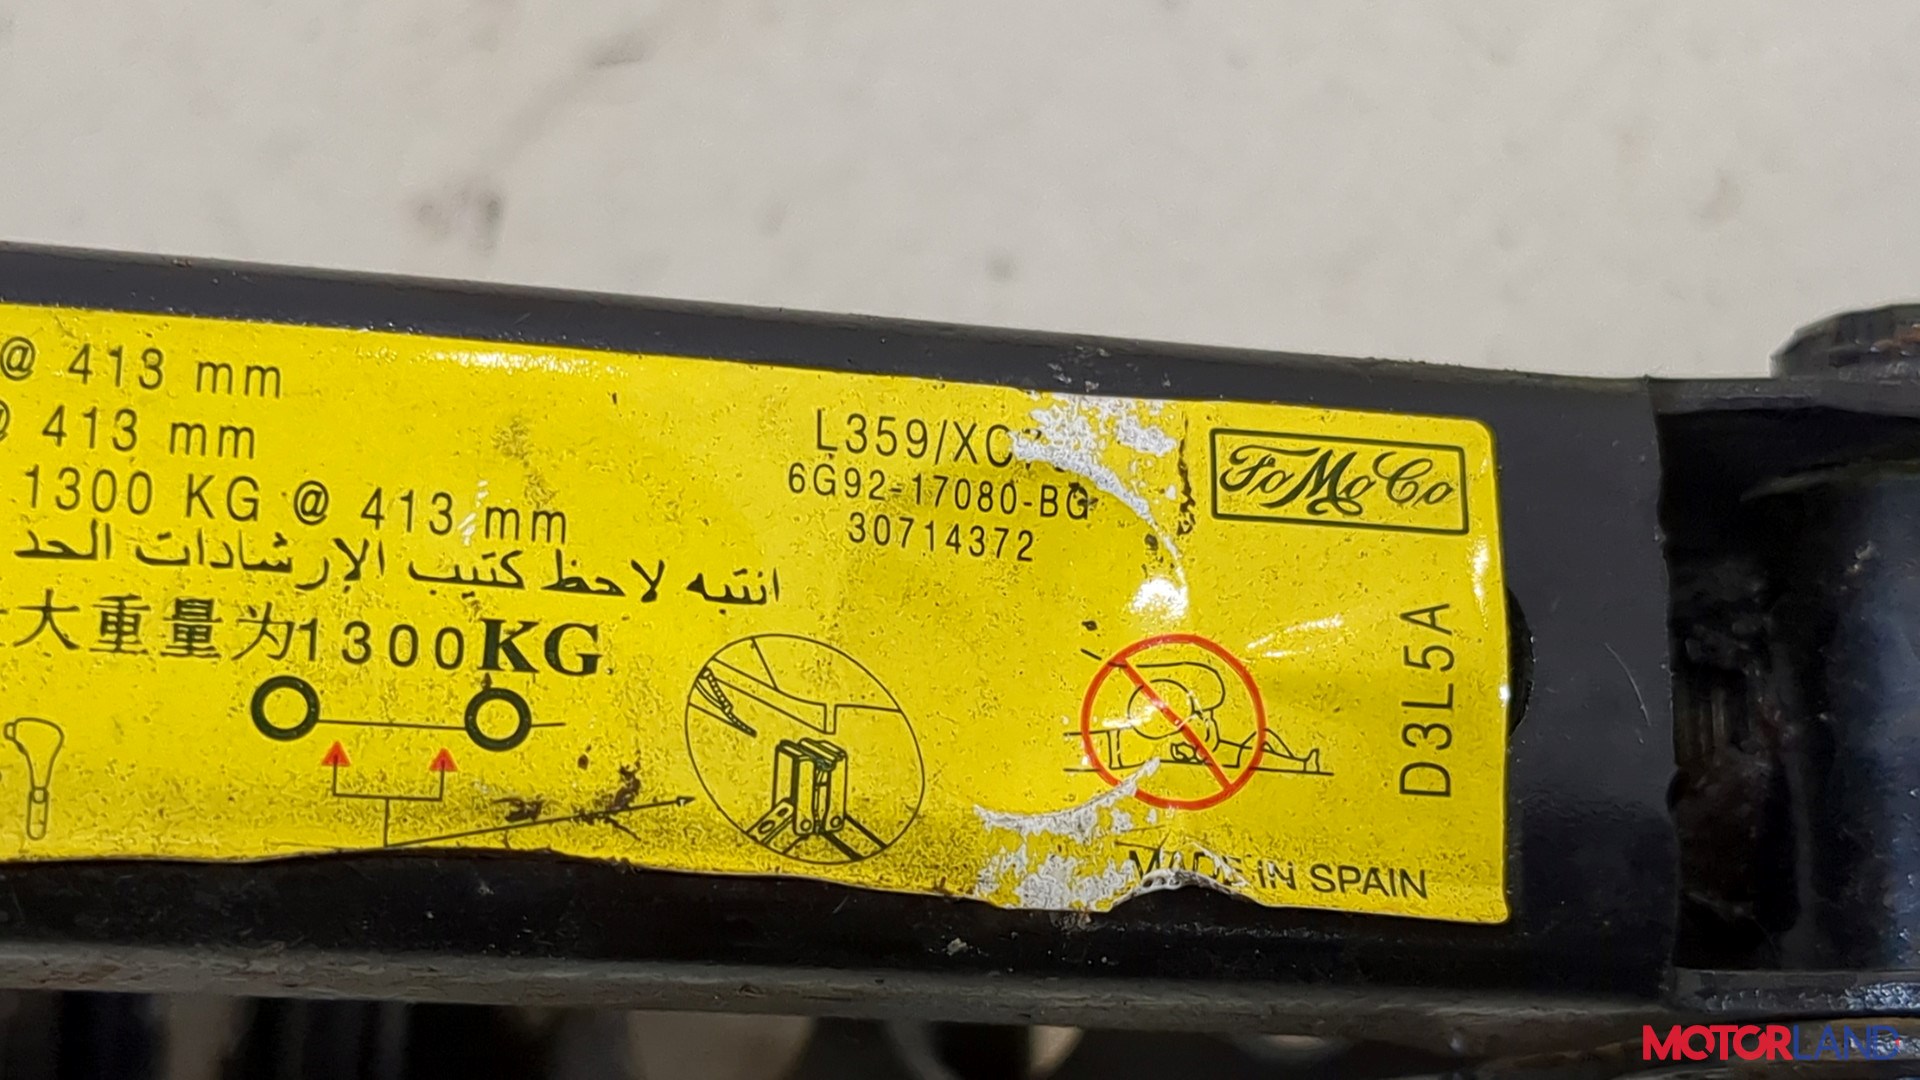 @ 413 mm
@ 413 mm
1300 KG @ 413 mm
انتبه لاحظ كتيب الإرشادات الحد
大重量为1300KG
L359/XC
6G92-17080-BG
30714372
FoMoCo
D3L5A
MADE IN SPAIN
MOTORLAND